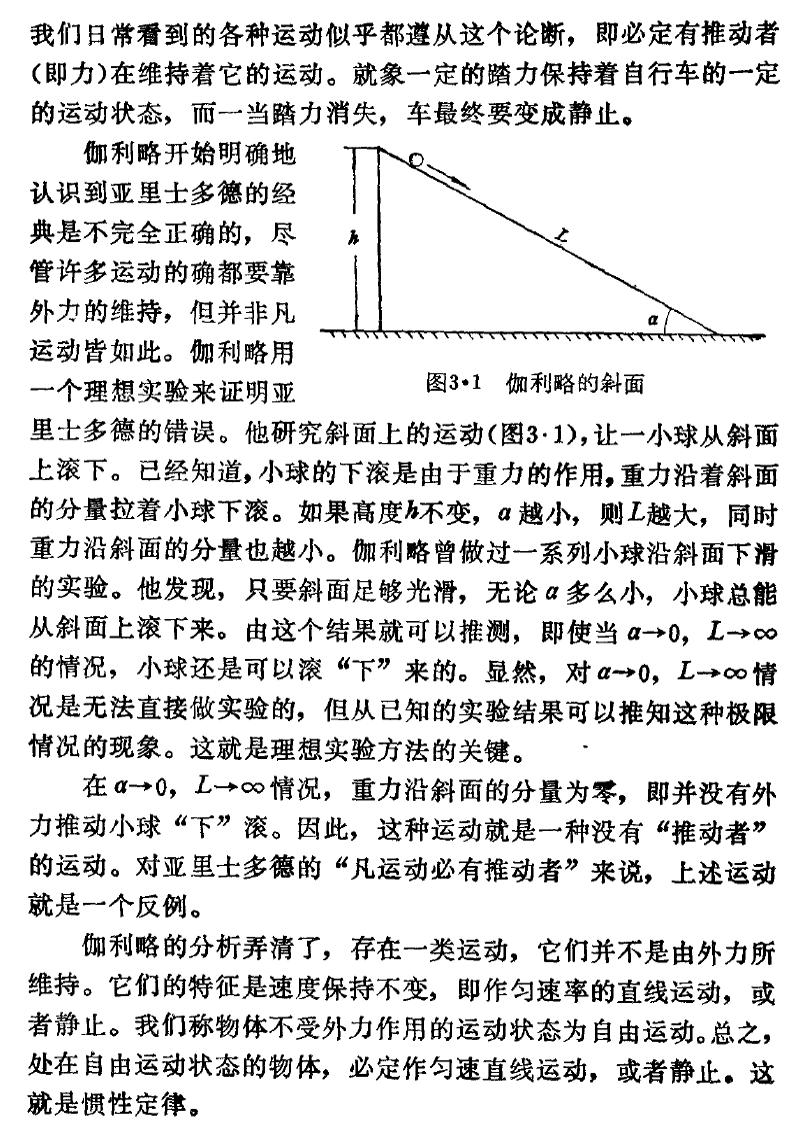 我们日常看到的各种运动似乎都遵从这个论断，即必定有推动者
(即力)在维持着它的运动。就象一定的踏力保持着自行车的一定
的运动状态，而一当踏力消失，车最终要变成静止。
伽利略开始明确地
认识到亚里士多德的经
典是不完全正确的，尽
管许多运动的确都要靠
外力的维持，但并非凡
运动皆如此。伽利略用
一个理想实验来证明亚
h
L
α
图3·1 伽利略的斜面
里士多德的错误。他研究斜面上的运动(图3·1)，让一小球从斜面
上滚下。已经知道，小球的下滚是由于重力的作用，重力沿着斜面
的分量拉着小球下滚。如果高度h不变，α越小，则L越大，同时
重力沿斜面的分量也越小。伽利略曾做过一系列小球沿斜面下滑
的实验。他发现，只要斜面足够光滑，无论α多么小，小球总能
从斜面上滚下来。由这个结果就可以推测，即使当α→0，L→∞
的情况，小球还是可以滚“下”来的。显然，对α→0，L→∞情
况是无法直接做实验的，但从已知的实验结果可以推知这种极限
情况的现象。这就是理想实验方法的关键。
在α→0，L→∞情况，重力沿斜面的分量为零，即并没有外
力推动小球“下”滚。因此，这种运动就是一种没有“推动者”
的运动。对亚里士多德的“凡运动必有推动者”来说，上述运动
就是一个反例。
伽利略的分析弄清了，存在一类运动，它们并不是由外力所
维持。它们的特征是速度保持不变，即作匀速率的直线运动，或
者静止。我们称物体不受外力作用的运动状态为自由运动。总之，
处在自由运动状态的物体，必定作匀速直线运动，或者静止。这
就是惯性定律。